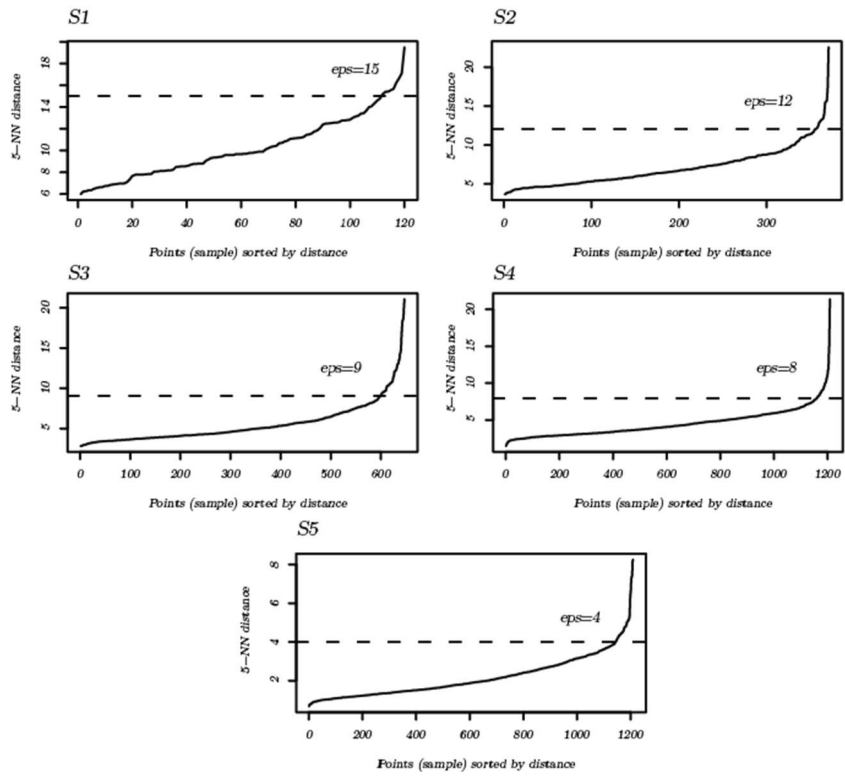 S1
5−NN distance
18
14
10
8
6
eps=15
0 20 40 60 80 100 120
Points (sample) sorted by distance
S2
5−NN distance
20
15
10
5
eps=12
0 100 200 300
Points (sample) sorted by distance
S3
5−NN distance
20
15
10
5
eps=9
0 100 200 300 400 500 600
Points (sample) sorted by distance
S4
5−NN distance
20
15
10
5
eps=8
0 200 400 600 800 1000 1200
Points (sample) sorted by distance
S5
5−NN distance
8
6
4
2
eps=4
0 200 400 600 800 1000 1200
Points (sample) sorted by distance